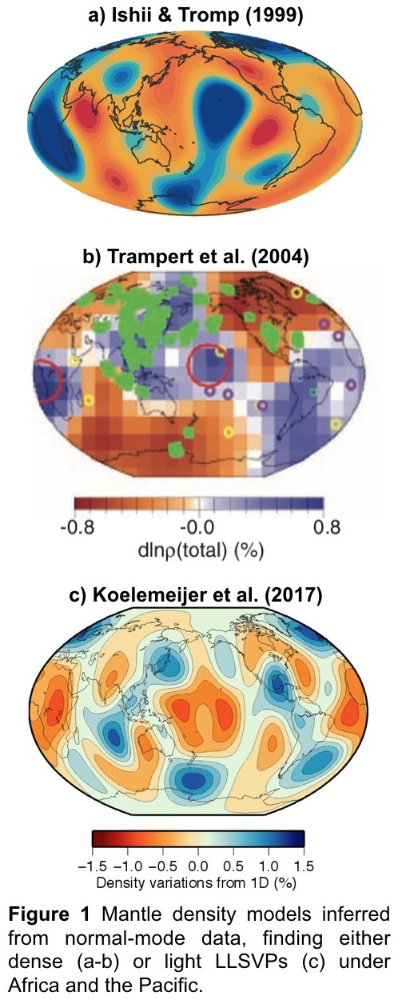 a) Ishii & Tromp (1999)
b) Trampert et al. (2004)
-0.8 -0.0 0.8
dlnρ(total) (%)
c) Koelemeijer et al. (2017)
−1.5 −1.0 −0.5 0.0 0.5 1.0 1.5
Density variations from 1D (%)
Figure 1 Mantle density models inferred
from normal-mode data, finding either
dense (a-b) or light LLSVPs (c) under
Africa and the Pacific.